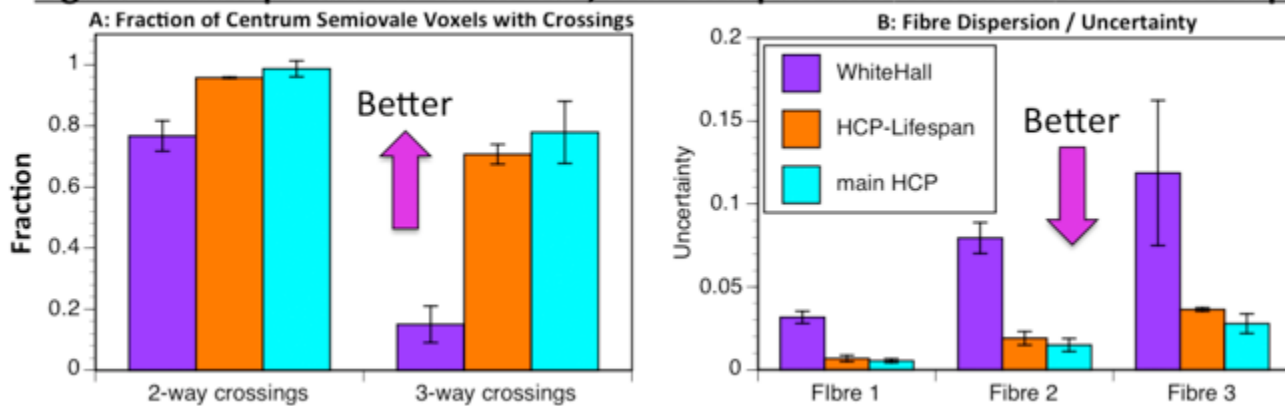 A: Fraction of Centrum Semiovale Voxels with Crossings
1
0.8
0.6
0.4
0.2
0
Fraction
Better
2-way crossings
3-way crossings
B: Fibre Dispersion / Uncertainty
0.2
0.15
0.1
0.05
0
Uncertainty
WhiteHall
HCP-Lifespan
main HCP
Better
FIbre 1
Fibre 2
Fibre 3